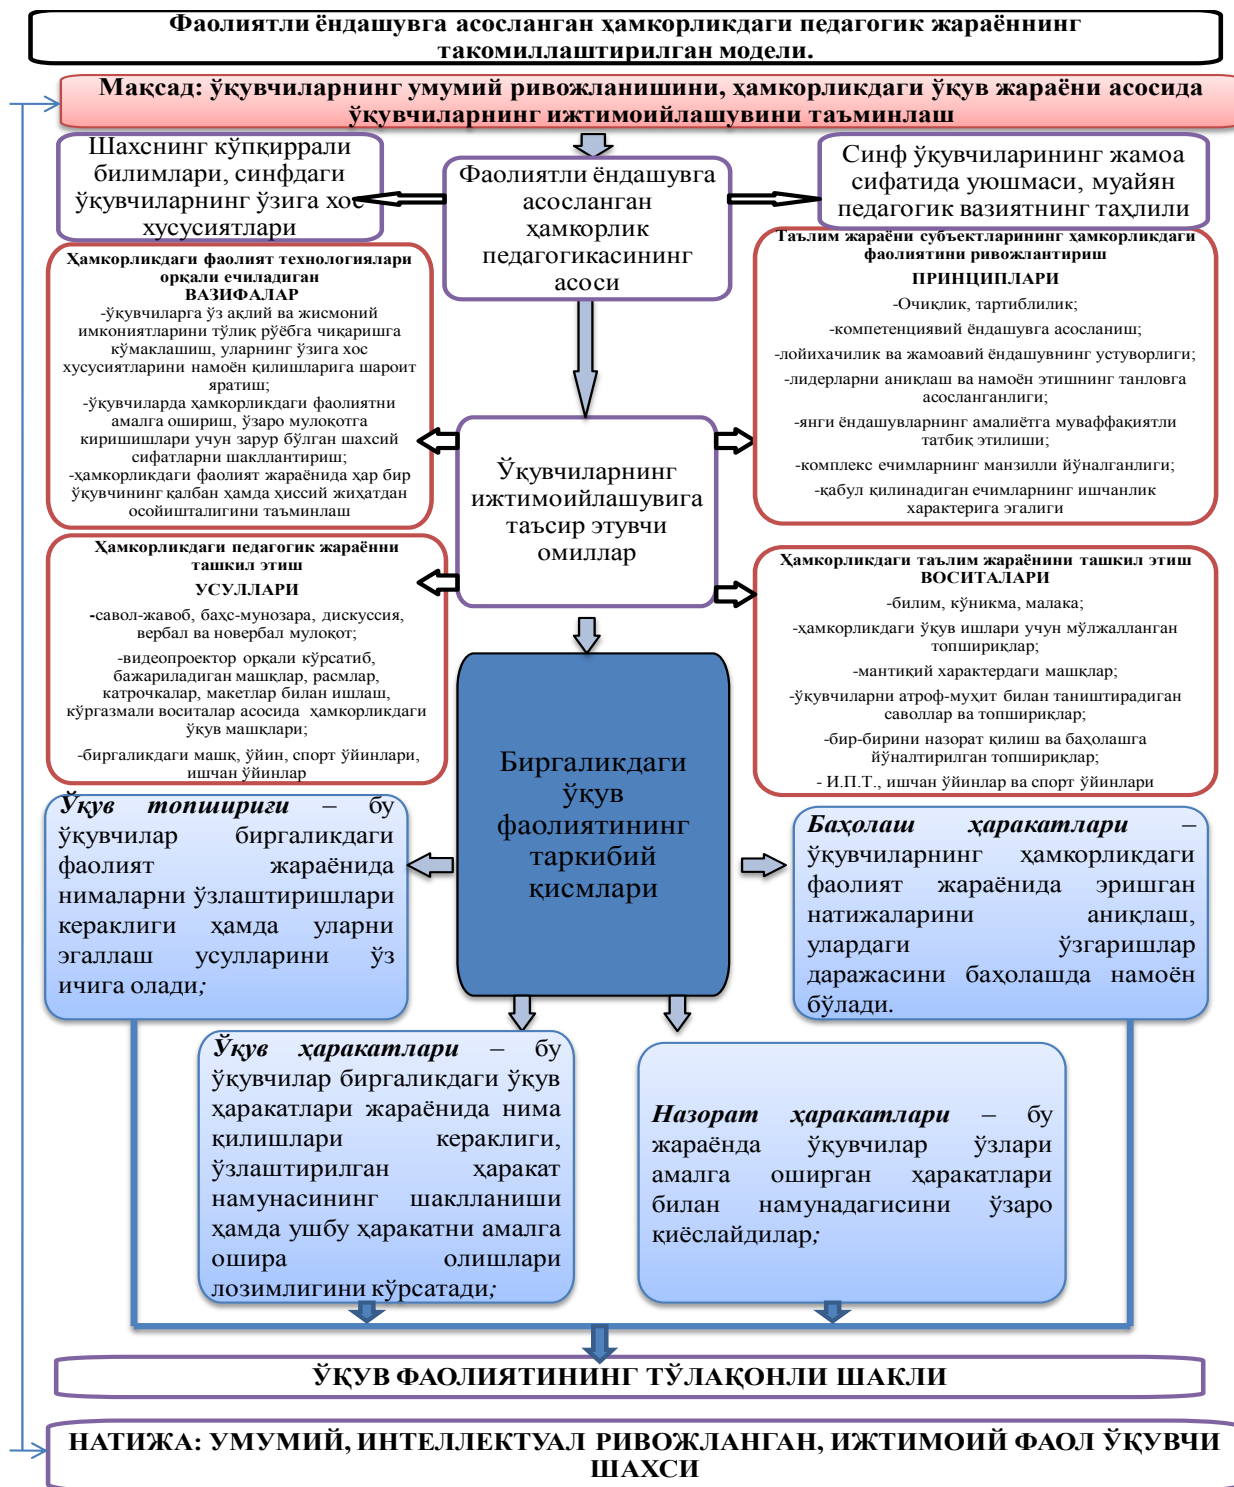 Фаолиятли ёндашувга асосланган ҳамкорликдаги педагогик жараённинг
такомиллаштирилган модели.
Мақсад: ўқувчиларнинг умумий ривожланишини, ҳамкорликдаги ўқув жараёни асосида
ўқувчиларнинг ижтимоийлашувини таъминлаш
Шахснинг кўпқиррали
билимлари, синфдаги
ўқувчиларнинг ўзига хос
хусусиятлари
Фаолиятли ёндашувга
асосланган
ҳамкорлик
педагогикасининг
асоси
Синф ўқувчиларининг жамоа
сифатида уюшмаси, муайян
педагогик вазиятнинг таҳлили
Ҳамкорликдаги фаолият технологиялари
орқали ечиладиган
ВАЗИФАЛАР
-ўқувчиларга ўз ақлий ва жисмоний
имкониятларини тўлиқ рўёбга чиқаришга
кўмаклашиш, уларнинг ўзига хос
хусусиятларини намоён қилишларига шароит
яратиш;
-ўқувчиларда ҳамкорликдаги фаолиятни
амалга ошириш, ўзаро мулоқотга
киришишлари учун зарур бўлган шахсий
сифатларни шакллантириш;
-ҳамкорликдаги фаолият жараёнида ҳар бир
ўқувчининг қалбан ҳамда ҳиссий жиҳатдан
осойишталигини таъминлаш
Таълим жараёни субъектларининг ҳамкорликдаги
фаолиятини ривожлантириш
ПРИНЦИПЛАРИ
-Очиқлик, тартиблилик;
-компетенциявий ёндашувга асосланиш;
-лойихачилик ва жамоавий ёндашувнинг устуворлиги;
-лидерларни аниқлаш ва намоён этишнинг танловга
асосланганлиги;
-янги ёндашувларнинг амалиётга муваффақиятли
татбиқ этилиши;
-комплекс ечимларнинг манзилли йўналганлиги;
-қабул қилинадиган ечимларнинг ишчанлик
характерига эгалиги
Ўқувчиларнинг
ижтимоийлашувига
таъсир этувчи
омиллар
Ҳамкорликдаги педагогик жараённи
ташкил этиш
УСУЛЛАРИ
-савол-жавоб, баҳс-мунозара, дискуссия,
вербал ва новербал мулоқот;
-видеопроектор орқали кўрсатиб,
бажариладиган машқлар, расмлар,
катрочкалар, макетлар билан ишлаш,
кўргазмали воситалар асосида ҳамкорликдаги
ўқув машқлари;
-биргаликдаги машқ, ўйин, спорт ўйинлари,
ишчан ўйинлар
Ҳамкорликдаги таълим жараёнини ташкил этиш
ВОСИТАЛАРИ
-билим, кўникма, малака;
-ҳамкорликдаги ўқув ишлари учун мўлжалланган
топшириқлар;
-мантиқий характердаги машқлар;
-ўқувчиларни атроф-муҳит билан таништирадиган
саволлар ва топшириқлар;
-бир-бирини назорат қилиш ва баҳолашга
йўналтирилган топшириқлар;
- И.П.Т., ишчан ўйинлар ва спорт ўйинлари
Биргаликдаги
ўқув
фаолиятининг
таркибий
қисмлари
Ўқув топшириғи – бу
ўқувчилар биргаликдаги
фаолият жараёнида
нималарни ўзлаштиришлари
кераклиги ҳамда уларни
эгаллаш усулларини ўз
ичига олади;
Баҳолаш ҳаракатлари –
ўқувчиларнинг ҳамкорликдаги
фаолият жараёнида эришган
натижаларини аниқлаш,
улардаги ўзгаришлар
даражасини баҳолашда намоён
бўлади.
Ўқув ҳаракатлари – бу
ўқувчилар биргаликдаги ўқув
ҳаракатлари жараёнида нима
қилишлари кераклиги,
ўзлаштирилган ҳаракат
намунасининг шаклланиши
ҳамда ушбу ҳаракатни амалга
ошира олишлари
лозимлигини кўрсатади;
Назорат ҳаракатлари – бу
жараёнда ўқувчилар ўзлари
амалга оширган ҳаракатлари
билан намунадагисини ўзаро
қиёслайдилар;
ЎҚУВ ФАОЛИЯТИНИНГ ТЎЛАҚОНЛИ ШАКЛИ
НАТИЖА: УМУМИЙ, ИНТЕЛЛЕКТУАЛ РИВОЖЛАНГАН, ИЖТИМОИЙ ФАОЛ ЎҚУВЧИ
ШАХСИ